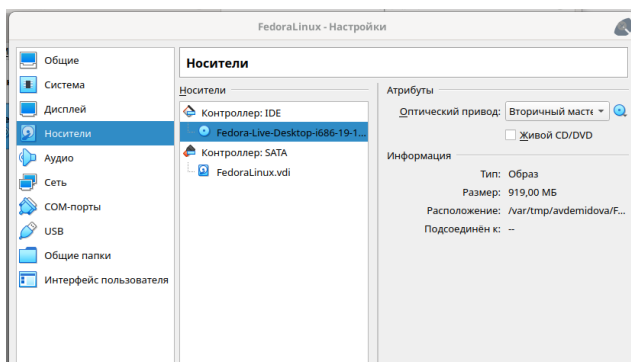 FedoraLinux - Настройки
Общие
Система
Дисплей
Носители
Аудио
Сеть
COM-порты
USB
Общие папки
Интерфейс пользователя
Носители
Носители
Контроллер: IDE
Fedora-Live-Desktop-i686-19-1...
Контроллер: SATA
FedoraLinux.vdi
Атрибуты
Оптический привод: Вторичный масте
Живой CD/DVD
Информация
Тип: Образ
Размер: 919,00 МБ
Расположение: /var/tmp/avdemidova/F...
Подсоединён к: --